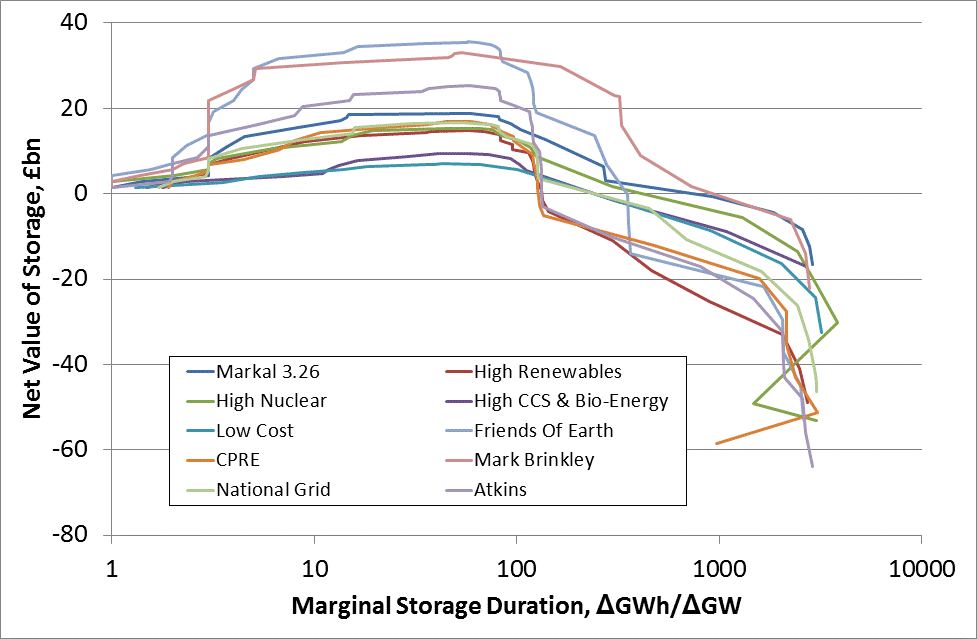 40
20
0
-20
-40
-60
-80
Net Value of Storage, £bn
Markal 3.26 High Renewables
High Nuclear High CCS & Bio-Energy
Low Cost Friends Of Earth
CPRE Mark Brinkley
National Grid Atkins
1 10 100 1000 10000
Marginal Storage Duration, ΔGWh/ΔGW